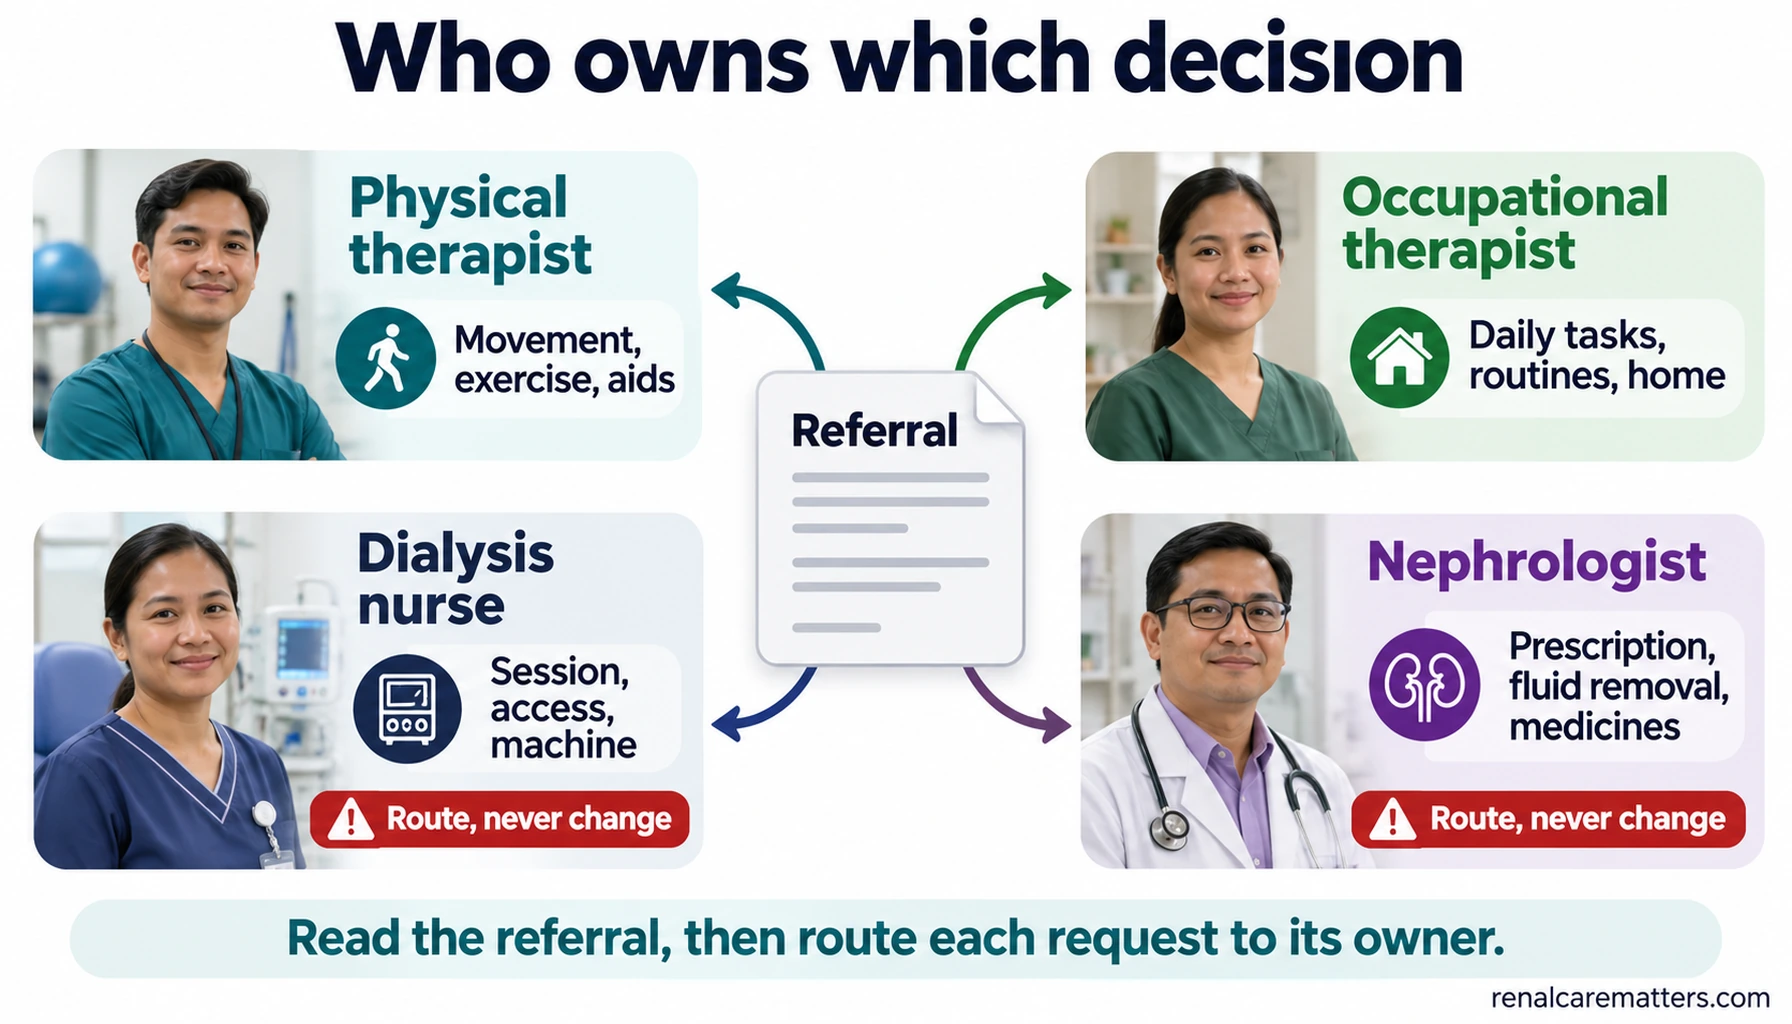 Who owns which decision
Physical
therapist
Movement,
exercise, aids
Occupational
therapist
Daily tasks,
routines, home
Referral
Dialysis
nurse
Session,
access,
machine
Route, never change
Nephrologist
Prescription,
fluid removal,
medicines
Route, never change
Read the referral, then route each request to its owner.
renalcarematters.com